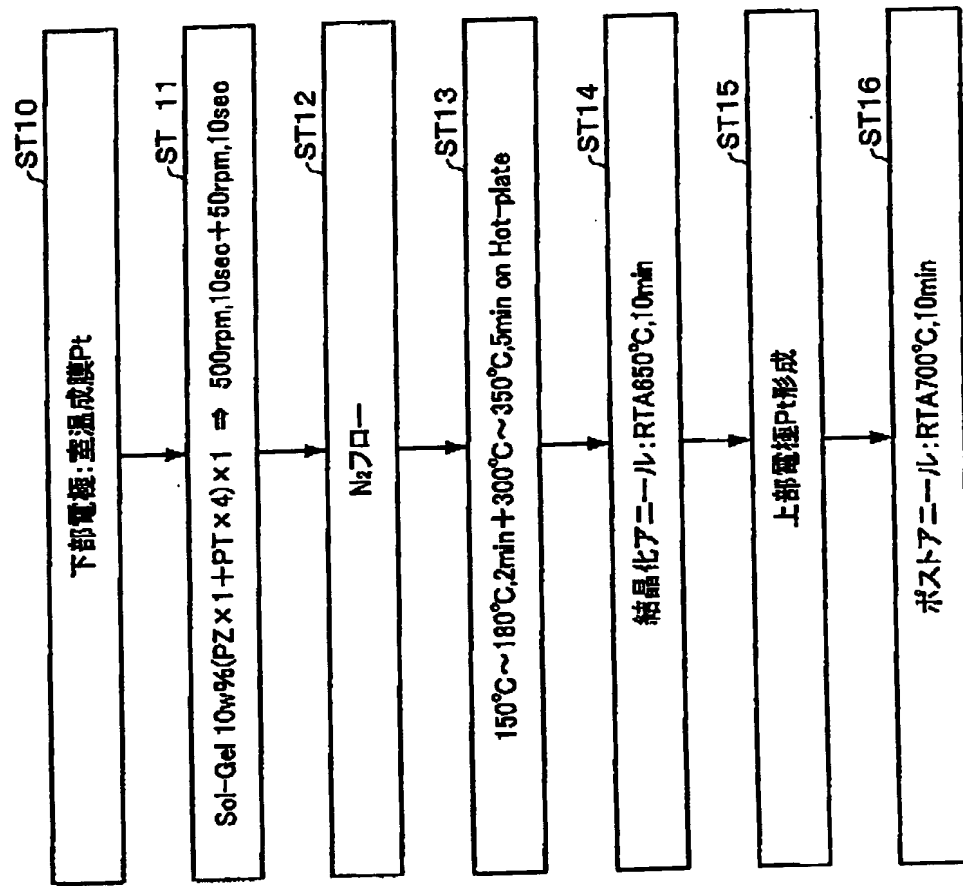 ST10
下部電極:室温成膜Pt
ST 11
Sol-Gel 10w%(PZ×1+PT×4)×1 ⇒ 500rpm,10sec+50rpm,10sec
ST12
N₂フロー
ST13
150℃~180℃,2min+300℃~350℃,5min on Hot-plate
ST14
結晶化アニール:RTA650℃,10min
ST15
上部電極Pt形成
ST16
ポストアニール:RTA700℃,10min